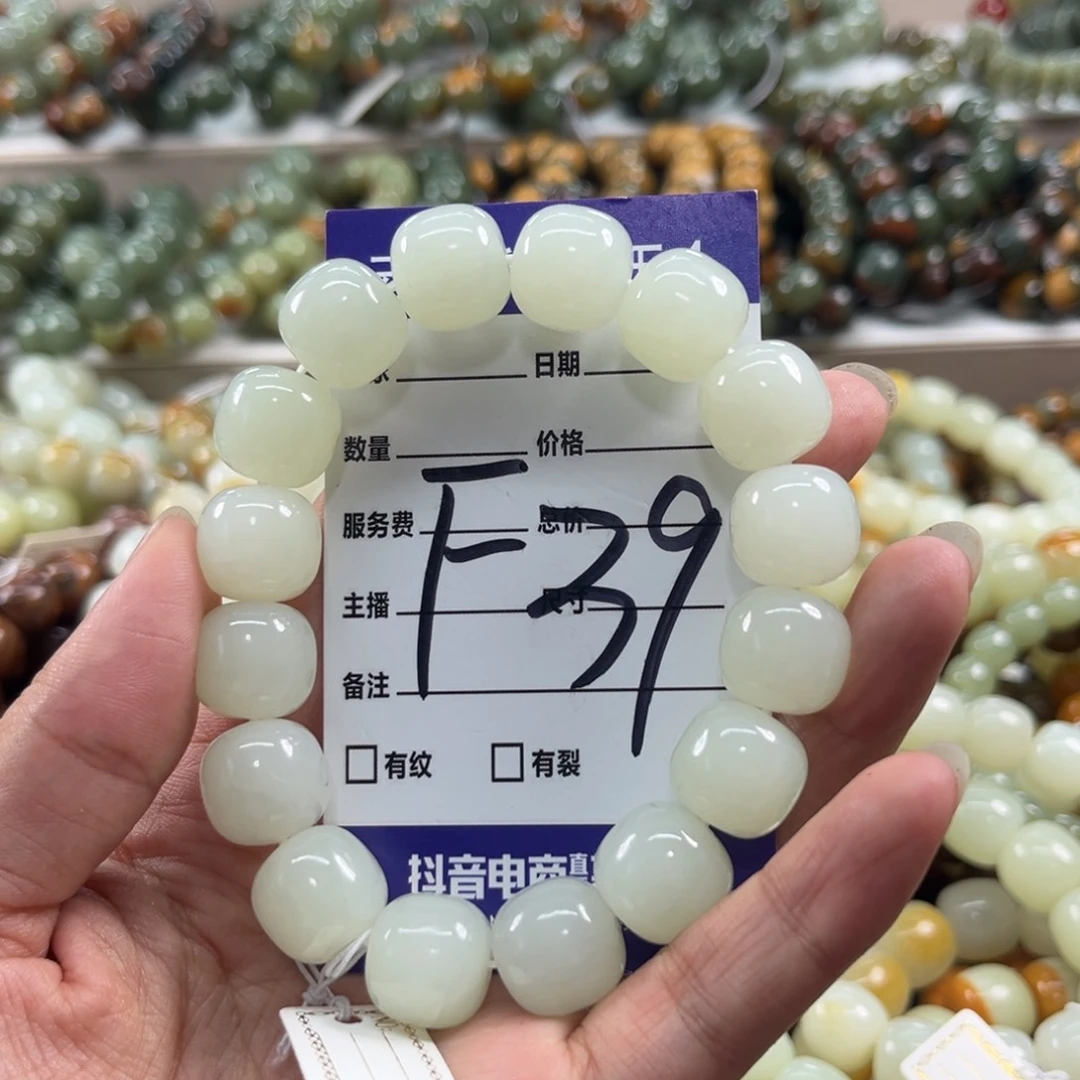 日期
数量 价格
服务费 总价
主播 尺寸
备注
F39
有纹 有裂
抖音电商